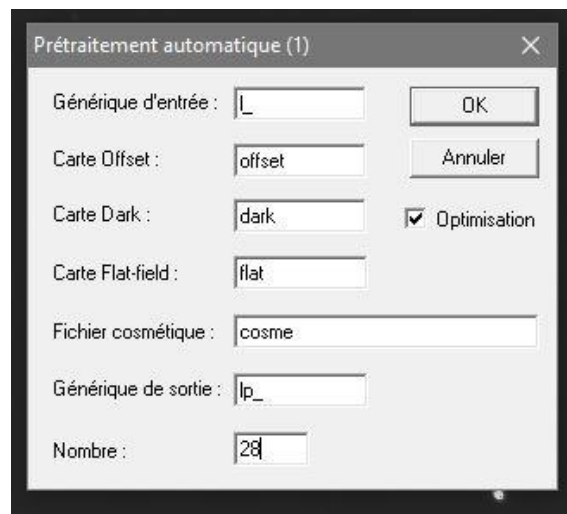 Prétraitement automatique (1)
Générique d'entrée : l_ OK
Carte Offset : offset Annuler
Carte Dark : dark Optimisation
Carte Flat-field : flat
Fichier cosmétique : cosme
Générique de sortie : lp_
Nombre : 28